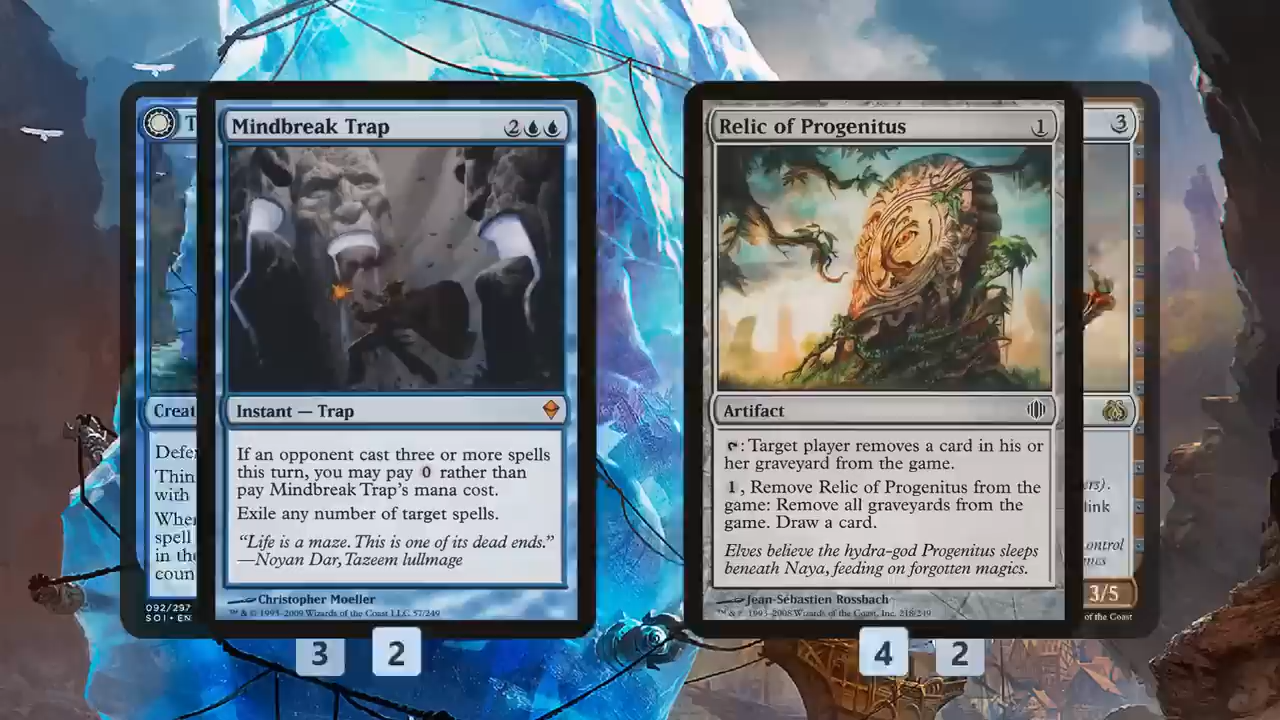 T
Creat
Defe
Thin
with
When
spell
in the
coun
092/297
SOI • EN
Mindbreak Trap 2
Instant — Trap
If an opponent cast three or more spells
this turn, you may pay 0 rather than
pay Mindbreak Trap's mana cost.
Exile any number of target spells.
“Life is a maze. This is one of its dead ends.”
—Noyan Dar, Tazeem lullmage
Christopher Moeller
™ & © 1993–2009 Wizards of the Coast LLC 57/249
3 2
Relic of Progenitus 1
Artifact
: Target player removes a card in his or
her graveyard from the game.
1, Remove Relic of Progenitus from the
game: Remove all graveyards from the
game. Draw a card.
Elves believe the hydra-god Progenitus sleeps
beneath Naya, feeding on forgotten magics.
Jean-Sébastien Rossbach
™ & © 1993–2008 Wizards of the Coast, Inc. 218/249
3
ers).
link
ontrol
3/5
of the Coast
4 2